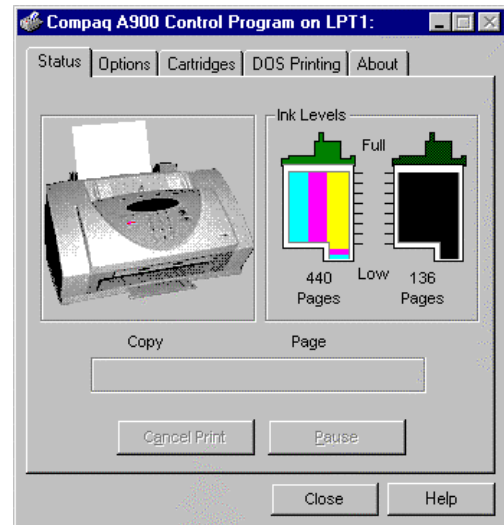 Compaq A900 Control Program on LPT1:
Status Options Cartridges DOS Printing About
Ink Levels
Full
Low
440 Pages
136 Pages
Copy Page
Cancel Print Pause
Close Help